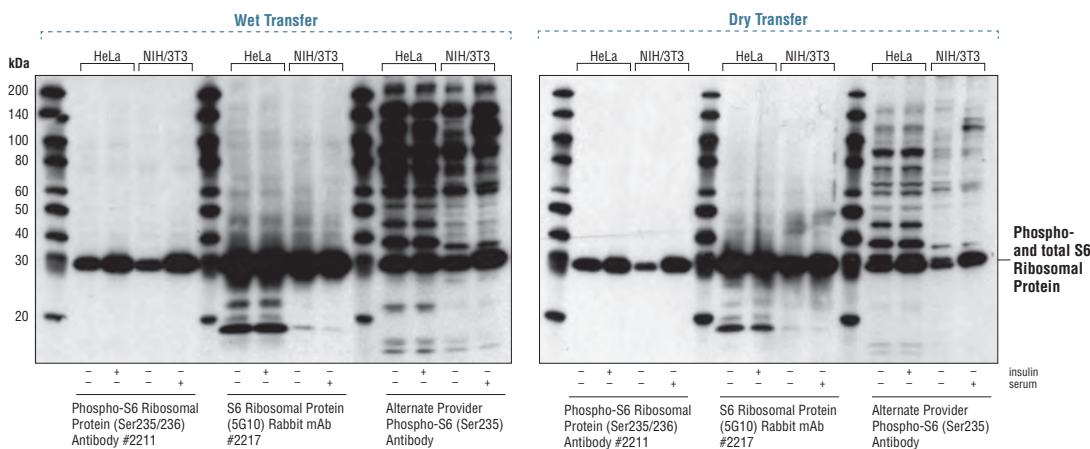 Wet Transfer
Dry Transfer
HeLa NIH/3T3 HeLa NIH/3T3 HeLa NIH/3T3
HeLa NIH/3T3 HeLa NIH/3T3 HeLa NIH/3T3
kDa
200
140
100
80
60
50
40
30
20
Phospho-
and total S6
Ribosomal
Protein
– + – – – + – – – + – –
– + – – – + – – – + – –
insulin
– – – + – – – + – – – +
– – – + – – – + – – – +
serum
Phospho-S6 Ribosomal
Protein (Ser235/236)
Antibody #2211
S6 Ribosomal Protein
(5G10) Rabbit mAb
#2217
Alternate Provider
Phospho-S6 (Ser235)
Antibody
Phospho-S6 Ribosomal
Protein (Ser235/236)
Antibody #2211
S6 Ribosomal Protein
(5G10) Rabbit mAb
#2217
Alternate Provider
Phospho-S6 (Ser235)
Antibody